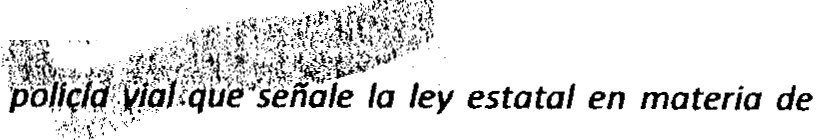 policía vial que señale la ley estatal en materia de